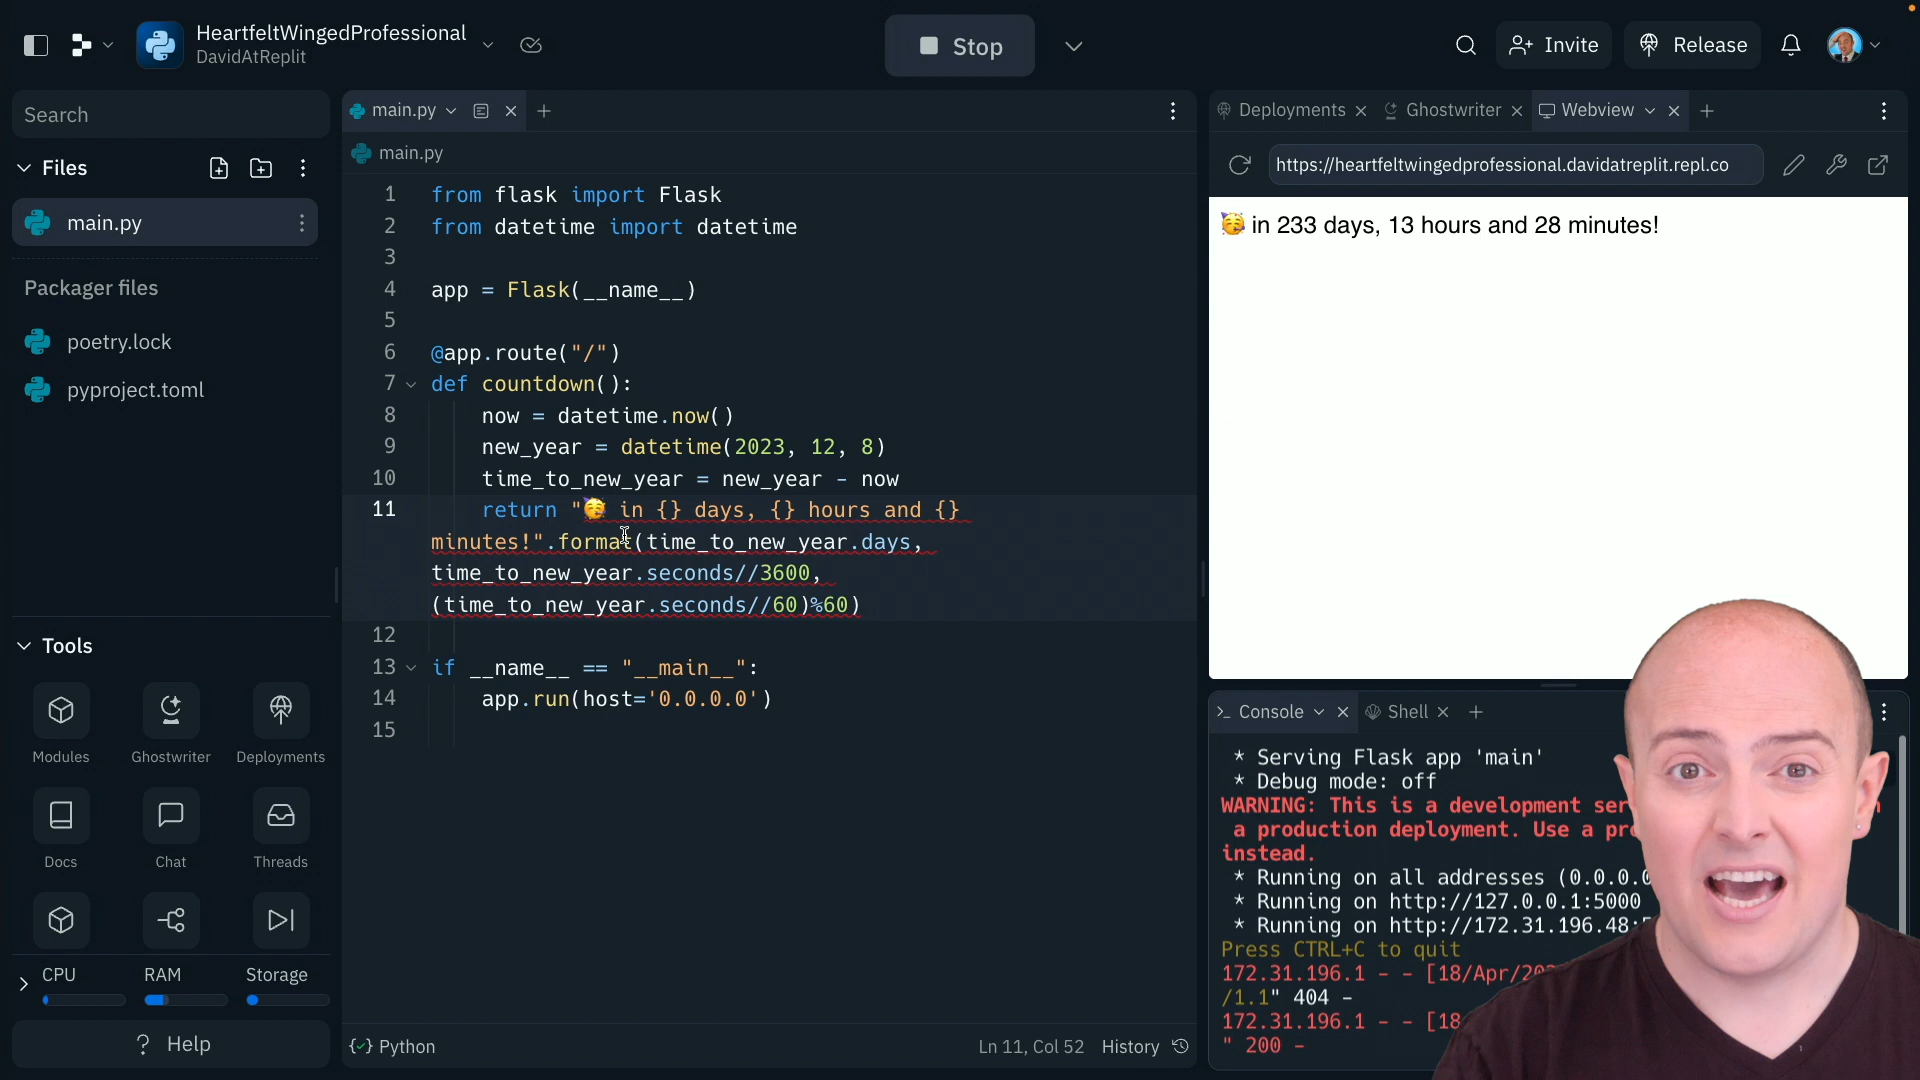 HeartfeltWingedProfessional
DavidAtReplit
Stop
Invite
Release
Search
Files
main.py
Packager files
poetry.lock
pyproject.toml
Tools
Modules Ghostwriter Deployments
Docs Chat Threads
CPU RAM Storage
? Help
main.py
main.py
1 from flask import Flask
2 from datetime import datetime
3
4 app = Flask(__name__)
5
6 @app.route("/")
7 def countdown():
8 now = datetime.now()
9 new_year = datetime(2023, 12, 8)
10 time_to_new_year = new_year - now
11 return "🥳 in {} days, {} hours and {}
minutes!".format(time_to_new_year.days,
time_to_new_year.seconds//3600,
(time_to_new_year.seconds//60)%60)
12
13 if __name__ == "__main__":
14 app.run(host='0.0.0.0')
15
{} Python
Ln 11, Col 52 History
Deployments Ghostwriter Webview
https://heartfeltwingedprofessional.davidatreplit.repl.co
🥳 in 233 days, 13 hours and 28 minutes!
Console Shell
* Serving Flask app 'main'
* Debug mode: off
WARNING: This is a development
a production deployment. Use a
instead.
* Running on all addresses (0.0.0.0
* Running on http://127.0.0.1:5000
* Running on http://172.31.196.48:
Press CTRL+C to quit
172.31.196.1 - - [18/Apr/
/1.1" 404 -
172.31.196.1 - - [18
" 200 -